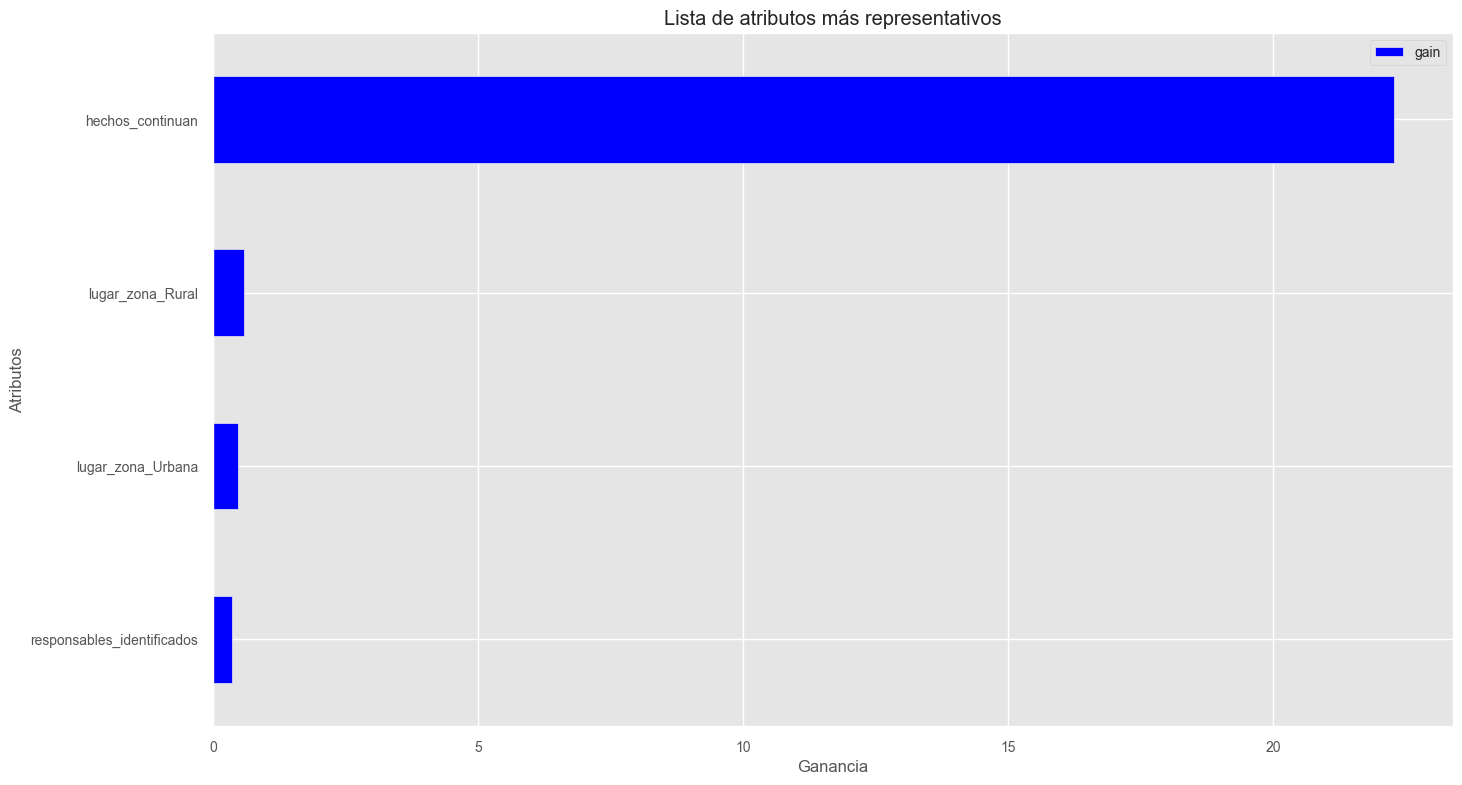 Lista de atributos más representativos
gain
hechos_continuan
lugar_zona_Rural
lugar_zona_Urbana
responsables_identificados
Atributos
0 5 10 15 20
Ganancia